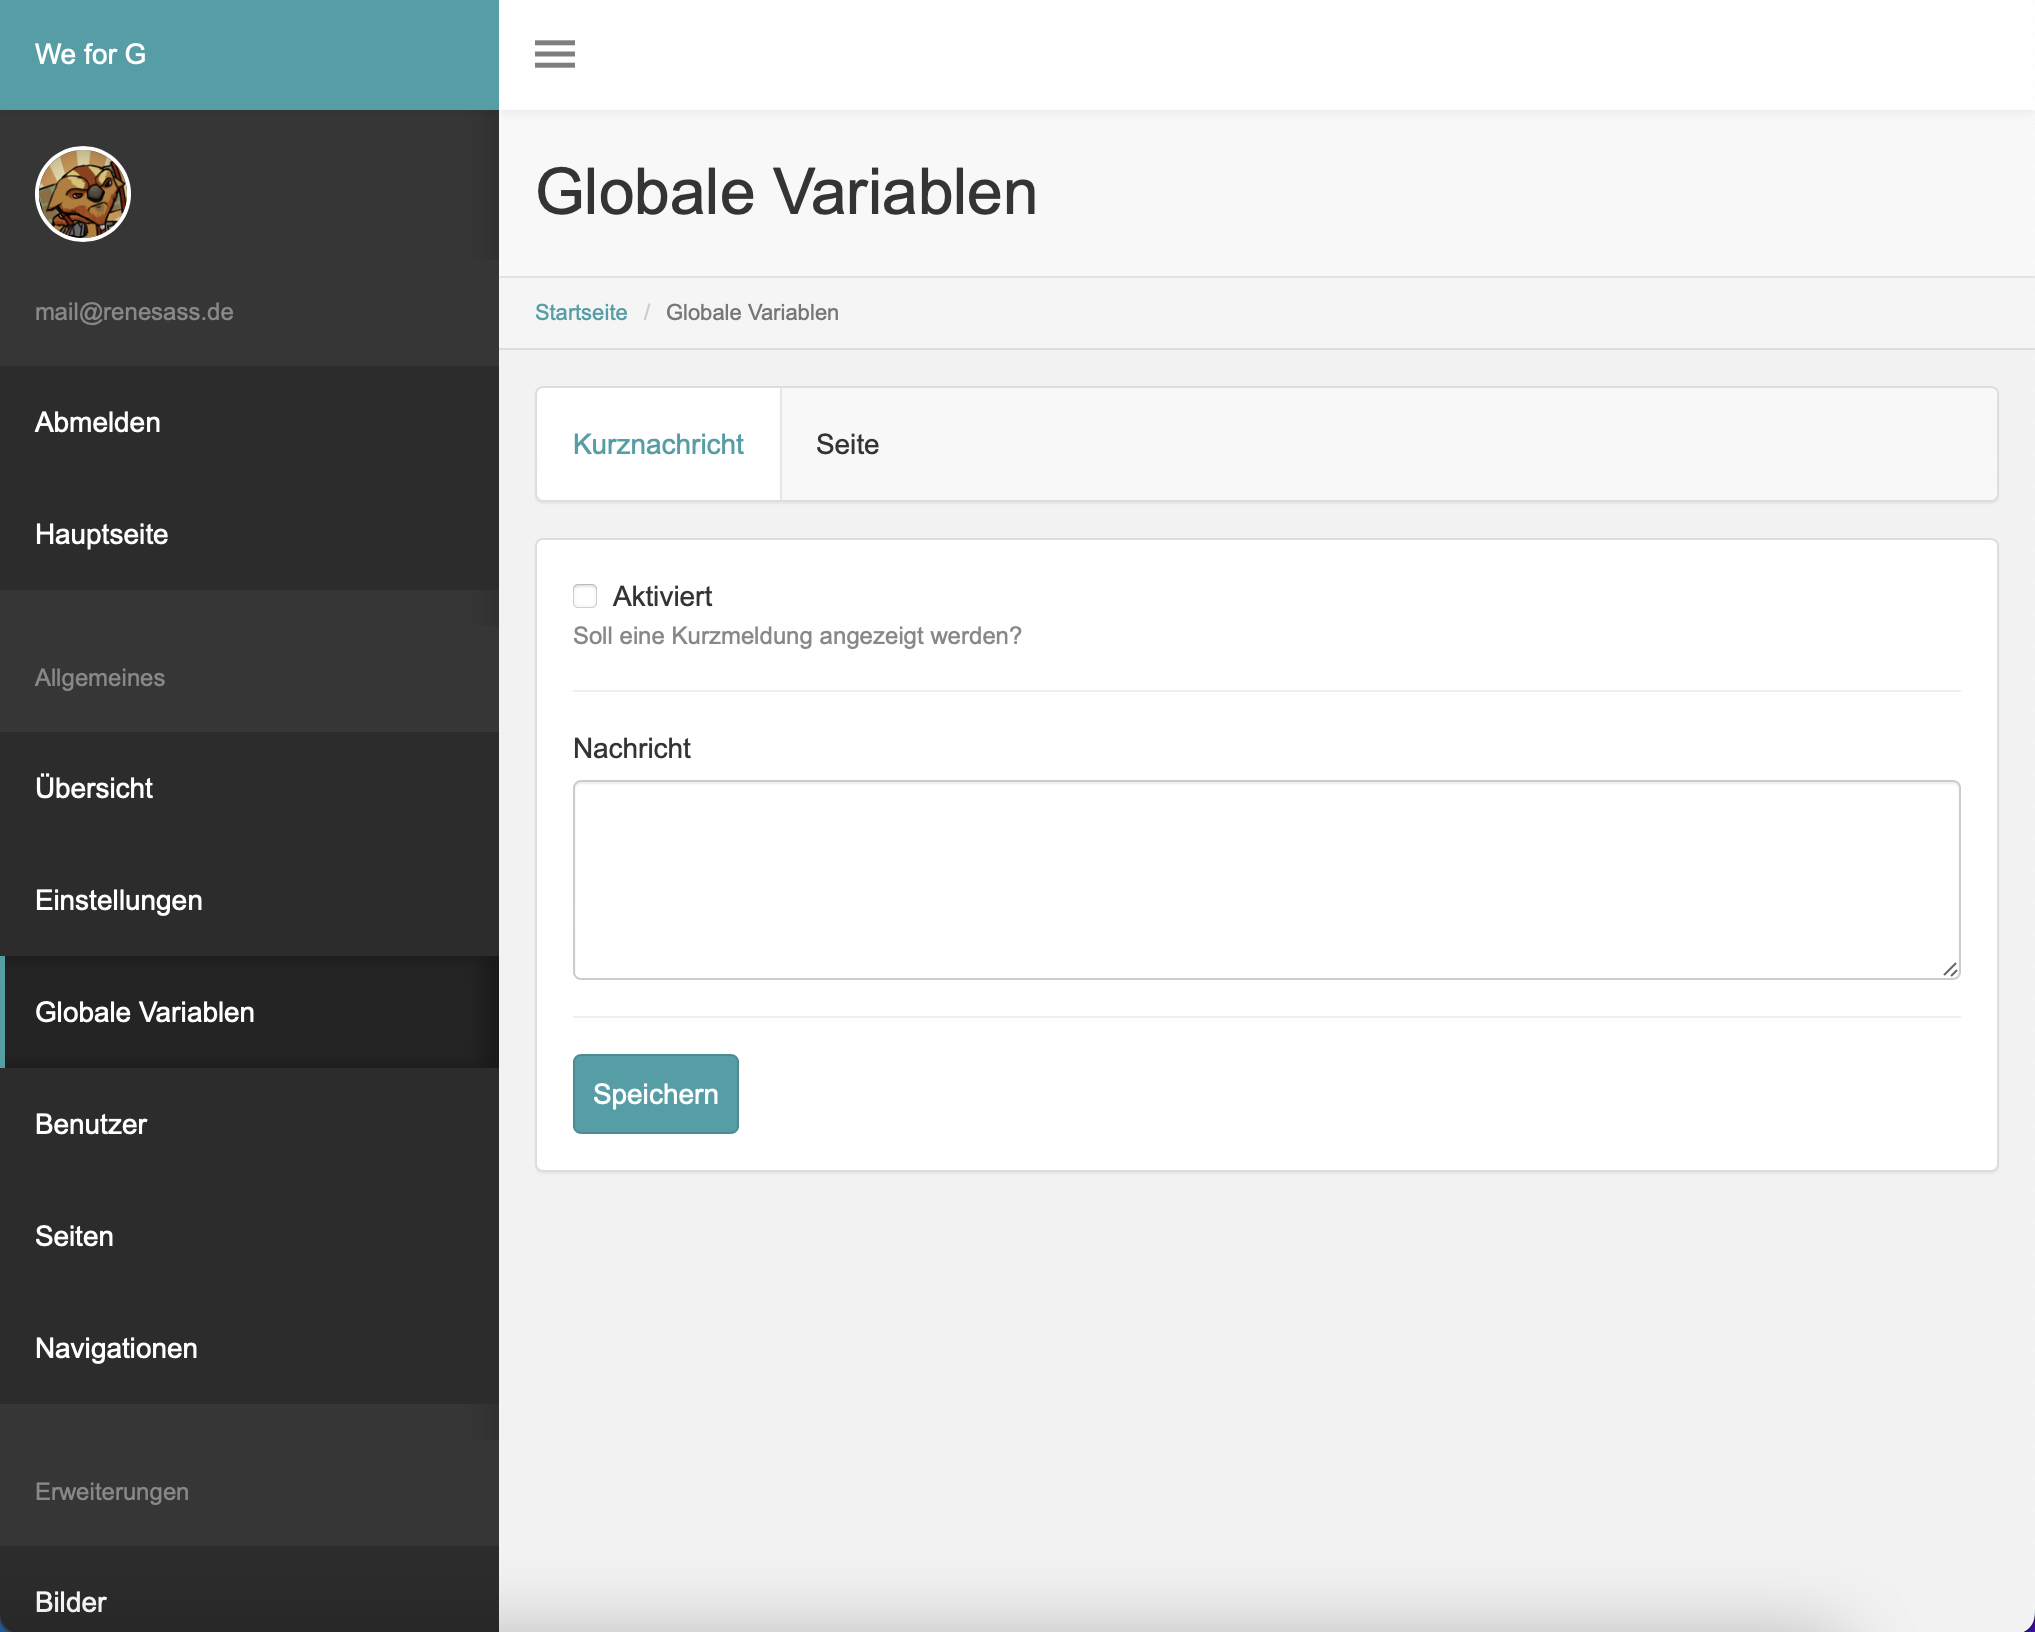 We for G
mail@renesass.de
Abmelden
Hauptseite
Allgemeines
Übersicht
Einstellungen
Globale Variablen
Benutzer
Seiten
Navigationen
Erweiterungen
Bilder
Globale Variablen
Startseite / Globale Variablen
Kurznachricht Seite
Aktiviert
Soll eine Kurzmeldung angezeigt werden?
Nachricht
Speichern